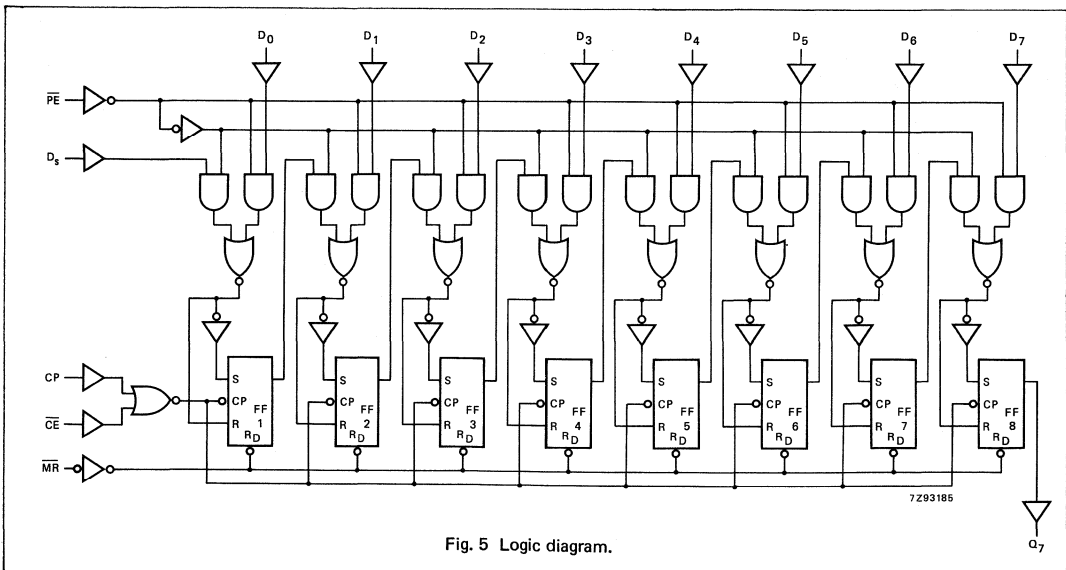 D0 D1 D2 D3 D4 D5 D6 D7
PE
Ds
CP
CE
MR
S S S S S S S S
CP CP CP CP CP CP CP CP
FF FF FF FF FF FF FF FF
R 1 R 2 R 3 R 4 R 5 R 6 R 7 R 8
RD RD RD RD RD RD RD RD
7Z93185
Q7
Fig. 5 Logic diagram.